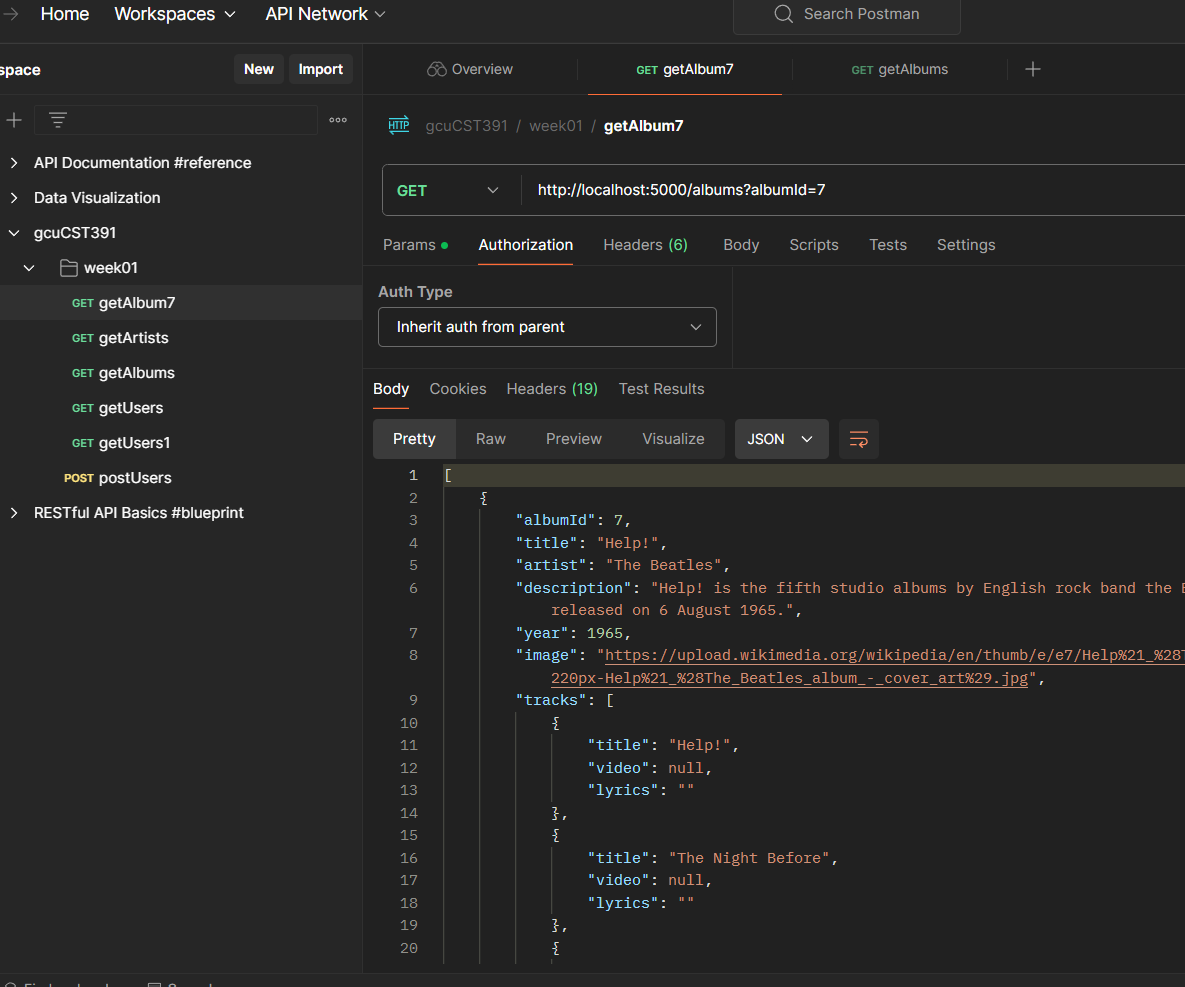 Home Workspaces API Network Search Postman
space New Import Overview GET getAlbum7 GET getAlbums
HTTP gcuCST391 / week01 / getAlbum7
API Documentation #reference
Data Visualization
gcuCST391
week01
GET getAlbum7
GET getArtists
GET getAlbums
GET getUsers
GET getUsers1
POST postUsers
RESTful API Basics #blueprint
GET http://localhost:5000/albums?albumId=7
Params Authorization Headers (6) Body Scripts Tests Settings
Auth Type
Inherit auth from parent
Body Cookies Headers (19) Test Results
Pretty Raw Preview Visualize JSON
1 [
2 {
3 "albumId": 7,
4 "title": "Help!",
5 "artist": "The Beatles",
6 "description": "Help! is the fifth studio albums by English rock band the
released on 6 August 1965.",
7 "year": 1965,
8 "image": "https://upload.wikimedia.org/wikipedia/en/thumb/e/e7/Help%21_%28T
220px-Help%21_%28The_Beatles_album_-_cover_art%29.jpg",
9 "tracks": [
10 {
11 "title": "Help!",
12 "video": null,
13 "lyrics": ""
14 },
15 {
16 "title": "The Night Before",
17 "video": null,
18 "lyrics": ""
19 },
20 {